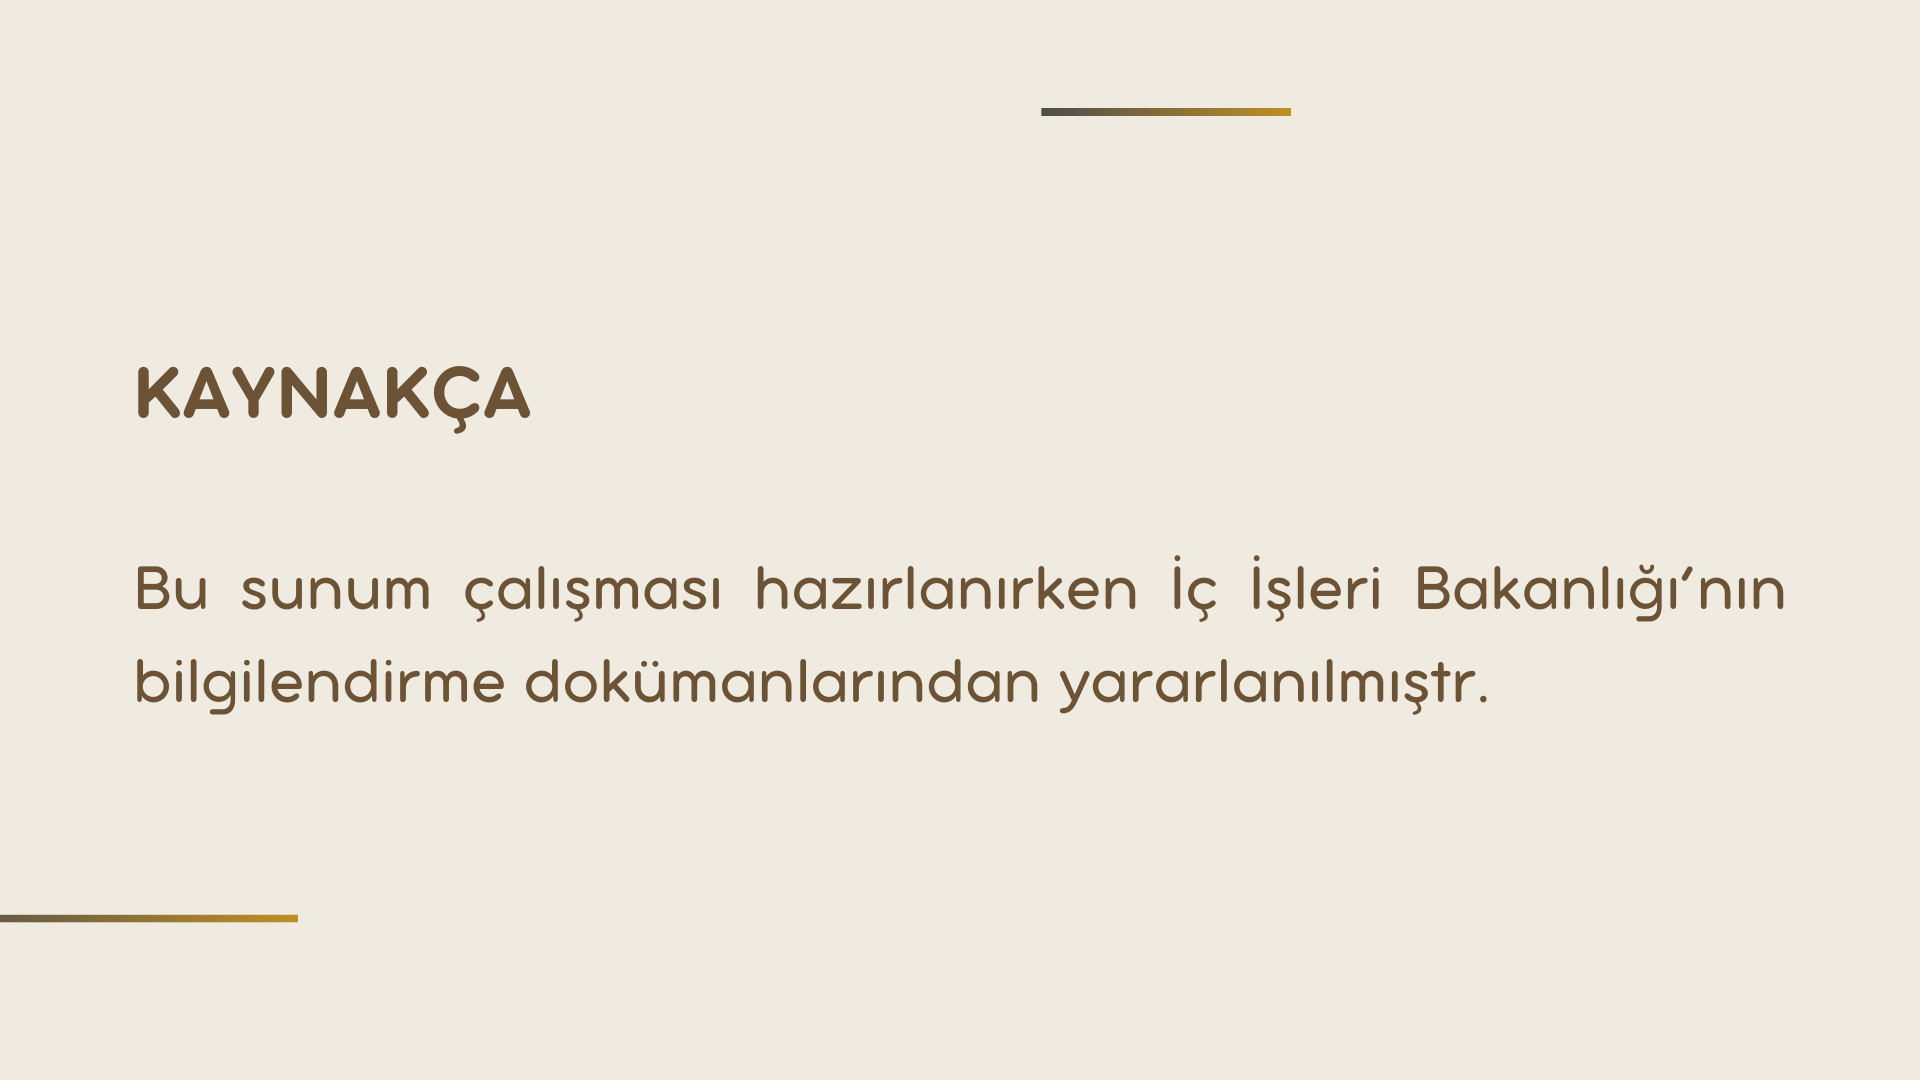 KAYNAKÇA
Bu sunum çalışması hazırlanırken İç İşleri Bakanlığı’nın
bilgilendirme dokümanlarından yararlanılmıştr.